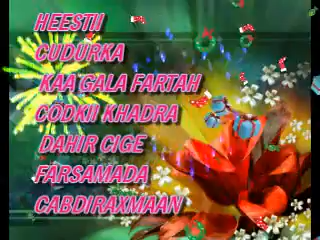 HEESTII
CUDURKA
KAA GALA FARTAH
CODKII KHADRA
DAHIR CIGE
FARSAMADA
CABDIRAXMAAN